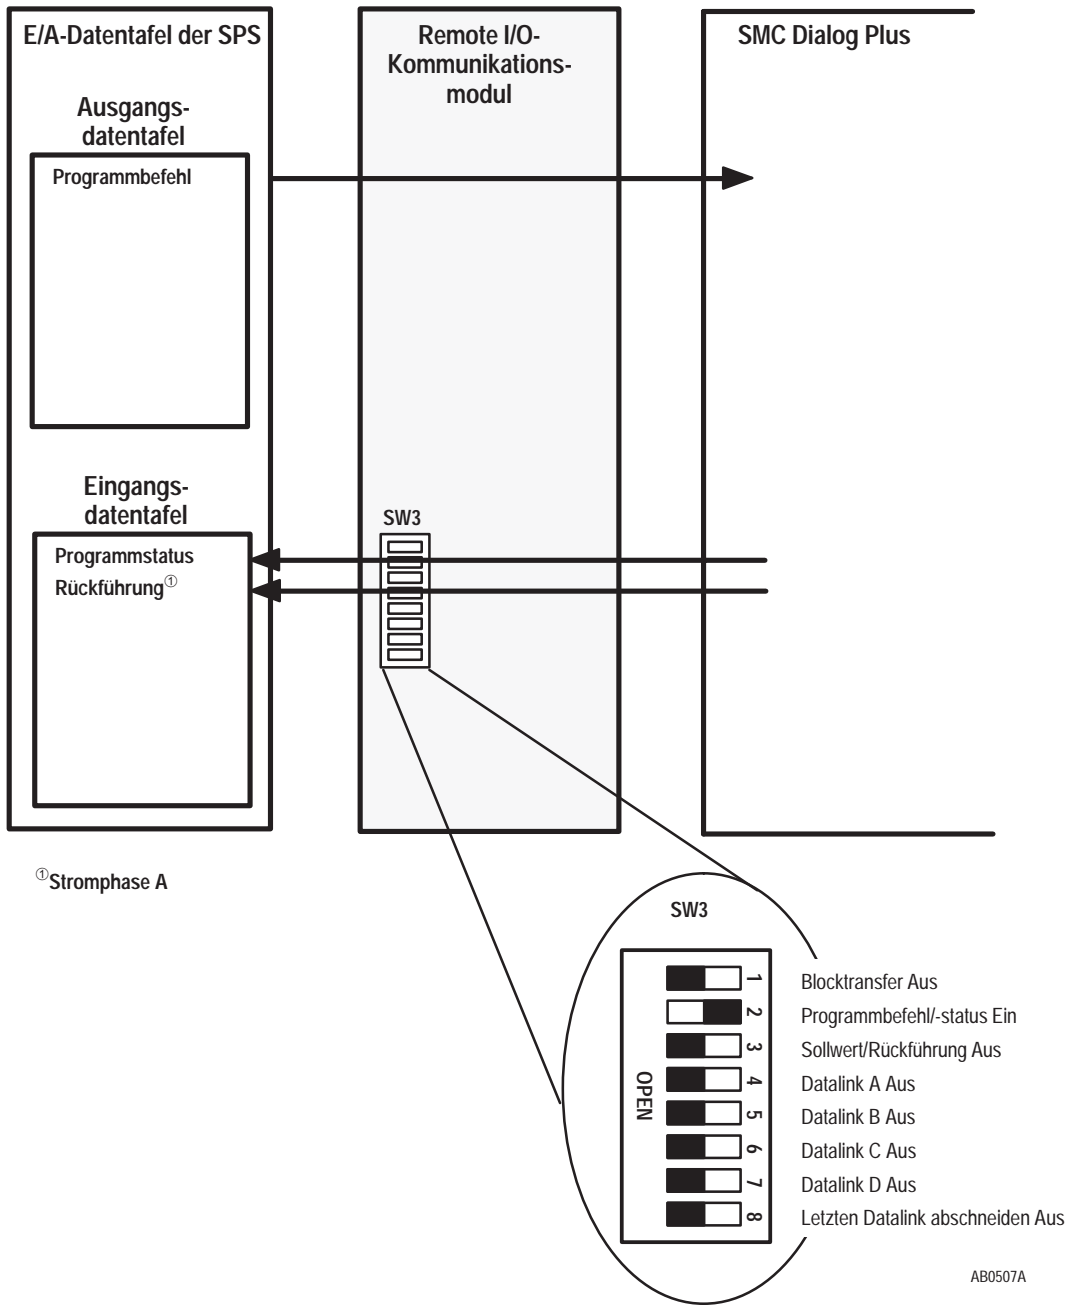 E/A-Datentafel der SPS
Remote I/O-
Kommunikations-
modul
SMC Dialog Plus
Ausgangs-
datentafel
Programmbefehl
Eingangs-
datentafel
Programmstatus
Rückführung①
SW3
①Stromphase A
SW3
OPEN
1 Blocktransfer Aus
2 Programmbefehl/-status Ein
3 Sollwert/Rückführung Aus
4 Datalink A Aus
5 Datalink B Aus
6 Datalink C Aus
7 Datalink D Aus
8 Letzten Datalink abschneiden Aus
AB0507A